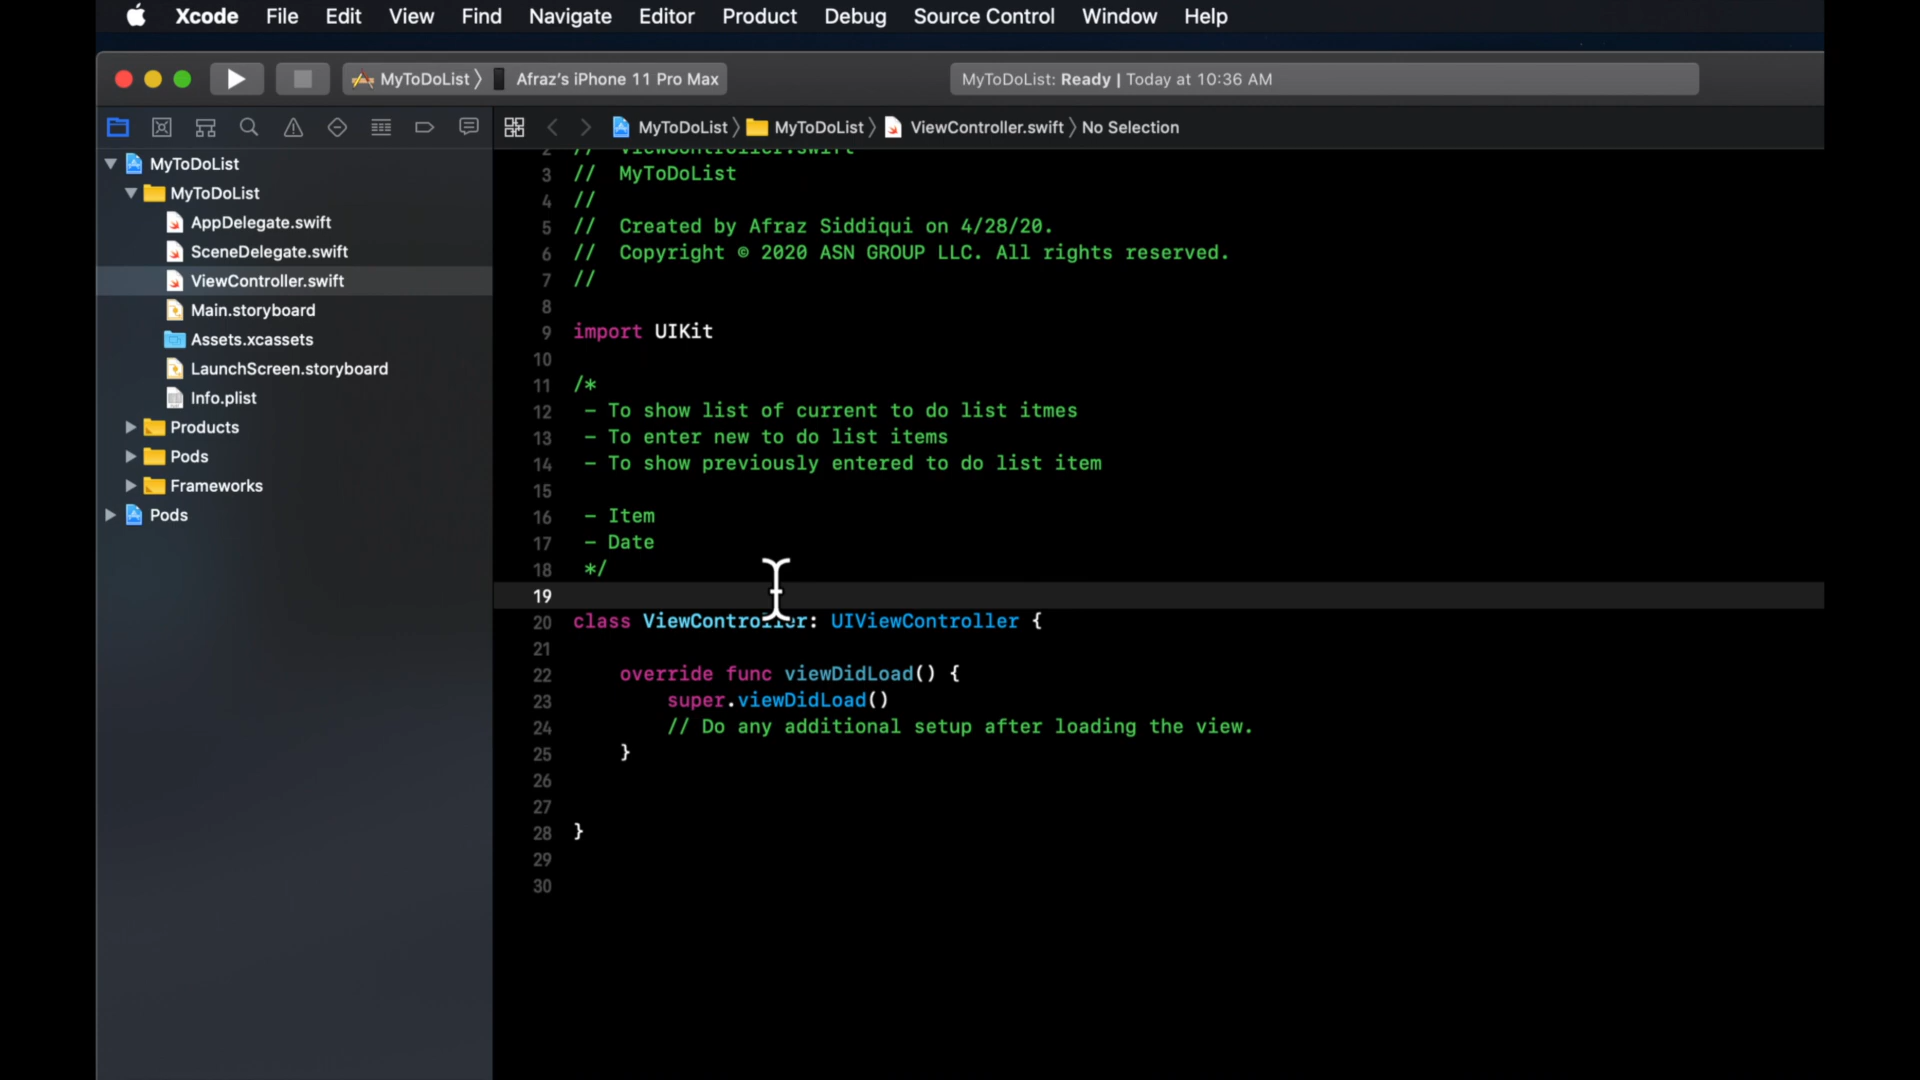 Xcode File Edit View Find Navigate Editor Product Debug Source Control Window Help
MyToDoList 〉 Afraz's iPhone 11 Pro Max
MyToDoList: Ready | Today at 10:36 AM
MyToDoList 〉 MyToDoList 〉 ViewController.swift 〉 No Selection
MyToDoList
MyToDoList
AppDelegate.swift
SceneDelegate.swift
ViewController.swift
Main.storyboard
Assets.xcassets
LaunchScreen.storyboard
Info.plist
Products
Pods
Frameworks
Pods
2 // ViewController.swift
3 // MyToDoList
4 //
5 // Created by Afraz Siddiqui on 4/28/20.
6 // Copyright © 2020 ASN GROUP LLC. All rights reserved.
7 //
8
9 import UIKit
10
11 /*
12 - To show list of current to do list itmes
13 - To enter new to do list items
14 - To show previously entered to do list item
15
16 - Item
17 - Date
18 */
19
20 class ViewController: UIViewController {
21
22 override func viewDidLoad() {
23 super.viewDidLoad()
24 // Do any additional setup after loading the view.
25 }
26
27
28 }
29
30